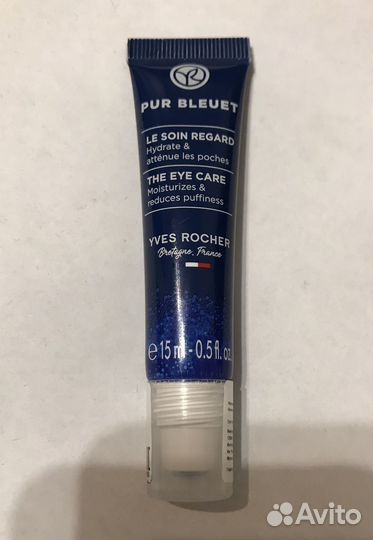 PUR BLEUET
LE SOIN REGARD
Hydrate &
atténue les poches
THE EYE CARE
Moisturizes &
reduces puffiness
YVES ROCHER
Bretagne, France
e 15 ml - 0.5 fl. oz.
Avito